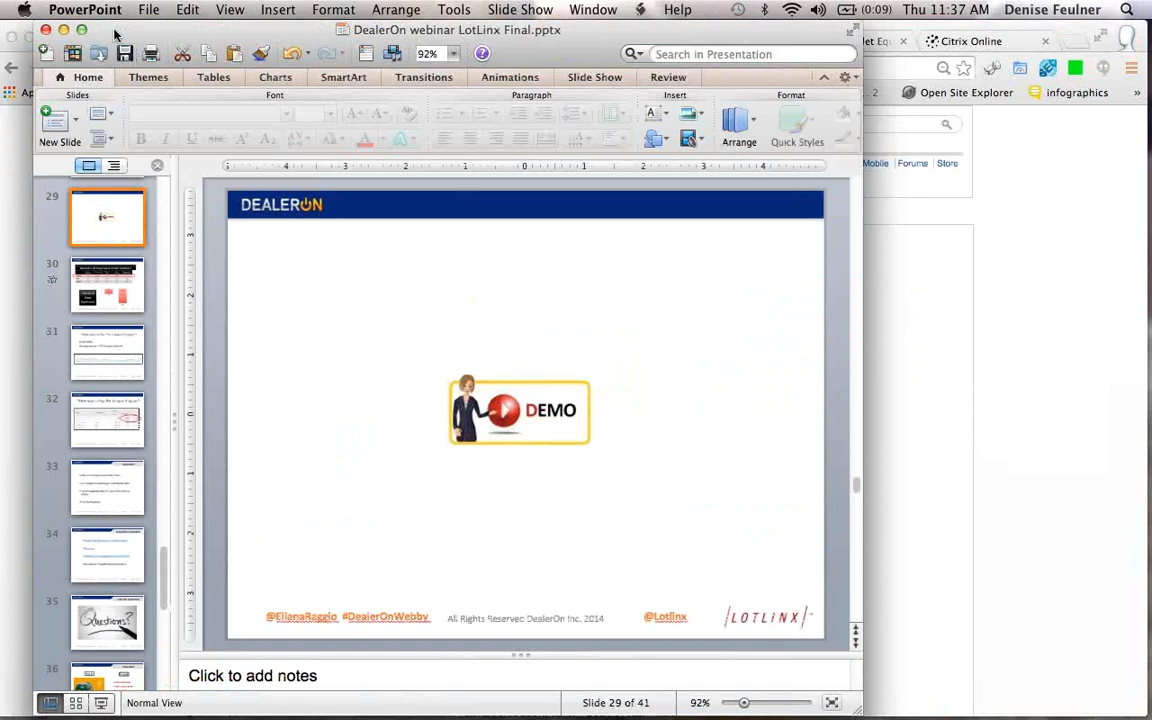 PowerPoint File Edit View Insert Format Arrange Tools Slide Show Window Help (0:09) Thu 11:37 AM Denise Feulner
DealerOn webinar LotLinx Final.pptx
Citrix Online
92%
Search in Presentation
Home Themes Tables Charts SmartArt Transitions Animations Slide Show Review
Open Site Explorer infographics
Slides Font Paragraph Insert Format
New Slide Arrange Quick Styles
Mobile Forums Store
29
30
31
32
33
34
35
Questions?
36
DEALERON
DEMO
@ElianaRaggio #DealerOnWebby All Rights Reserved DealerOn Inc. 2014 @Lotlinx /LOTLINX/
Click to add notes
Normal View Slide 29 of 41 92%